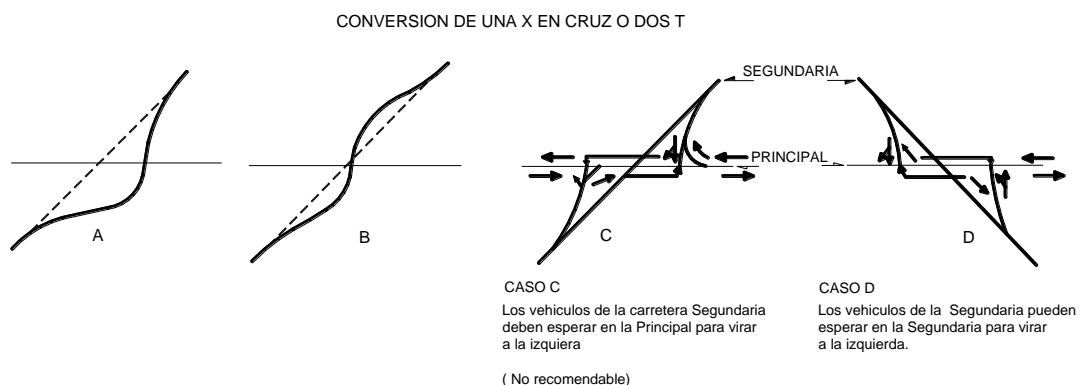 CONVERSION DE UNA X EN CRUZ O DOS T
SEGUNDARIA
PRINCIPAL
A
B
C
D
CASO C
Los vehiculos de la carretera Segundaria
deben esperar en la Principal para virar
a la izquiera
( No recomendable)
CASO D
Los vehiculos de la Segundaria pueden
esperar en la Segundaria para virar
a la izquierda.